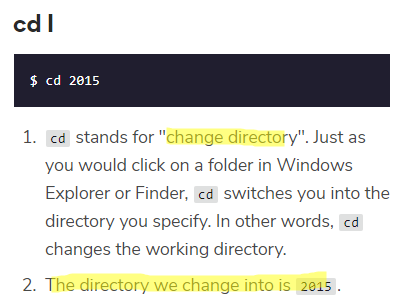 cd I
$ cd 2015
1. cd stands for "change directory". Just as
you would click on a folder in Windows
Explorer or Finder, cd switches you into the
directory you specify. In other words, cd
changes the working directory.
2. The directory we change into is 2015.